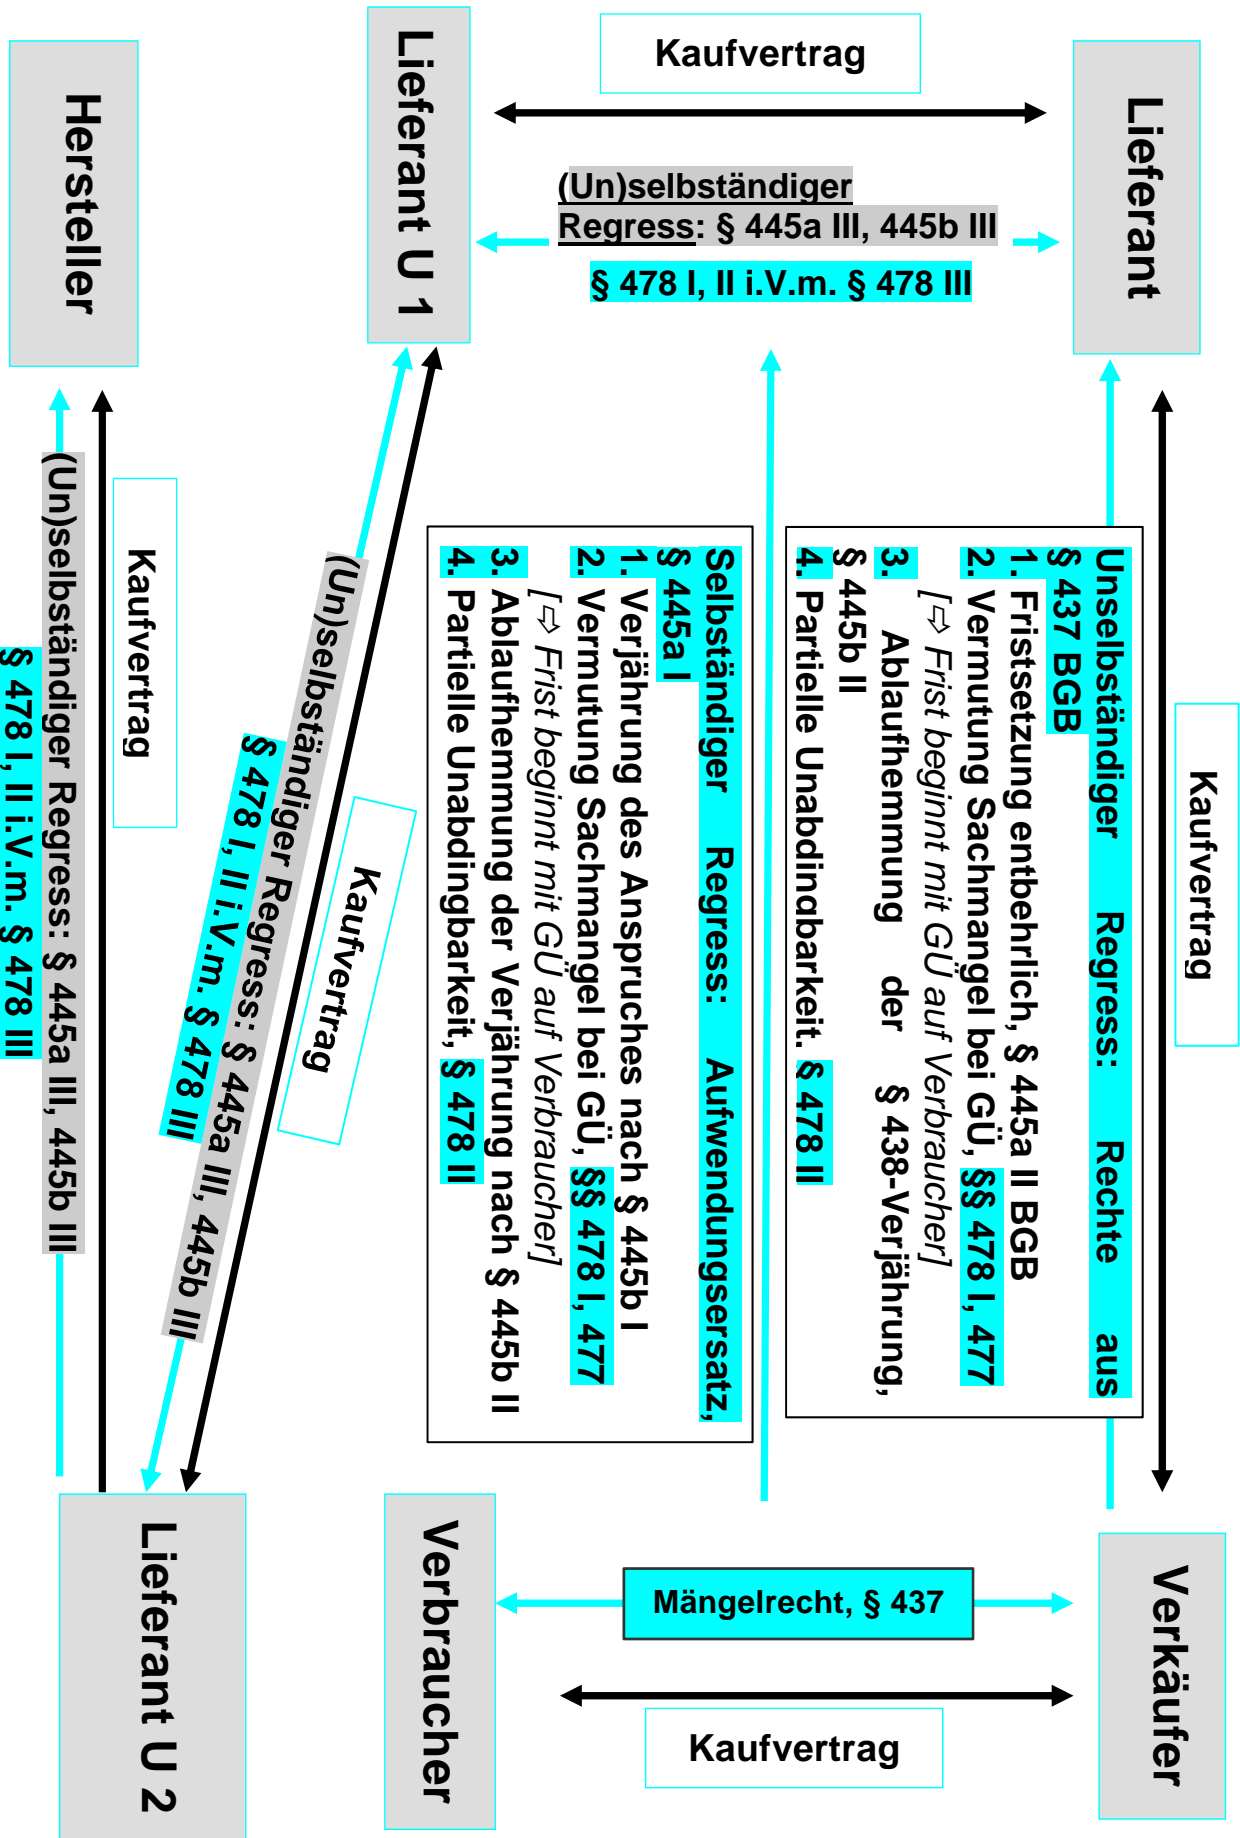 Lieferant
Kaufvertrag
Verkäufer
Unselbständiger Regress: Rechte aus
§ 437 BGB
1. Fristsetzung entbehrlich, § 445a II BGB
2. Vermutung Sachmangel bei GÜ, §§ 478 I, 477
[⇨ Frist beginnt mit GÜ auf Verbraucher]
3. Ablaufhemmung der § 438-Verjährung,
§ 445b II
4. Partielle Unabdingbarkeit. § 478 II
Kaufvertrag
(Un)selbständiger
Regress: § 445a III, 445b III
§ 478 I, II i.V.m. § 478 III
Selbständiger Regress: Aufwendungsersatz,
§ 445a I
1. Verjährung des Anspruches nach § 445b I
2. Vermutung Sachmangel bei GÜ, §§ 478 I, 477
[⇨ Frist beginnt mit GÜ auf Verbraucher]
3. Ablaufhemmung der Verjährung nach § 445b II
4. Partielle Unabdingbarkeit, § 478 II
Mängelrecht, § 437
Kaufvertrag
Lieferant U 1
Verbraucher
Kaufvertrag
(Un)selbständiger Regress: § 445a III, 445b III
§ 478 I, II i.V.m. § 478 III
Hersteller
Kaufvertrag
(Un)selbständiger Regress: § 445a III, 445b III
§ 478 I, II i.V.m. § 478 III
Lieferant U 2